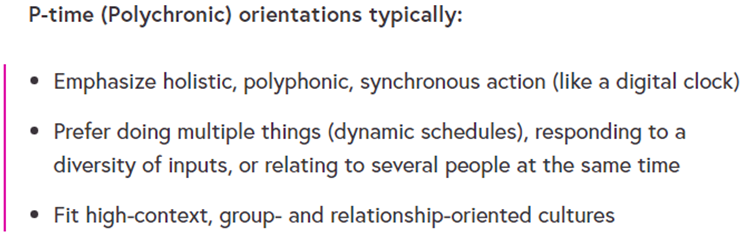 P-time (Polychronic) orientations typically:
• Emphasize holistic, polyphonic, synchronous action (like a digital clock)
• Prefer doing multiple things (dynamic schedules), responding to a
diversity of inputs, or relating to several people at the same time
• Fit high-context, group- and relationship-oriented cultures